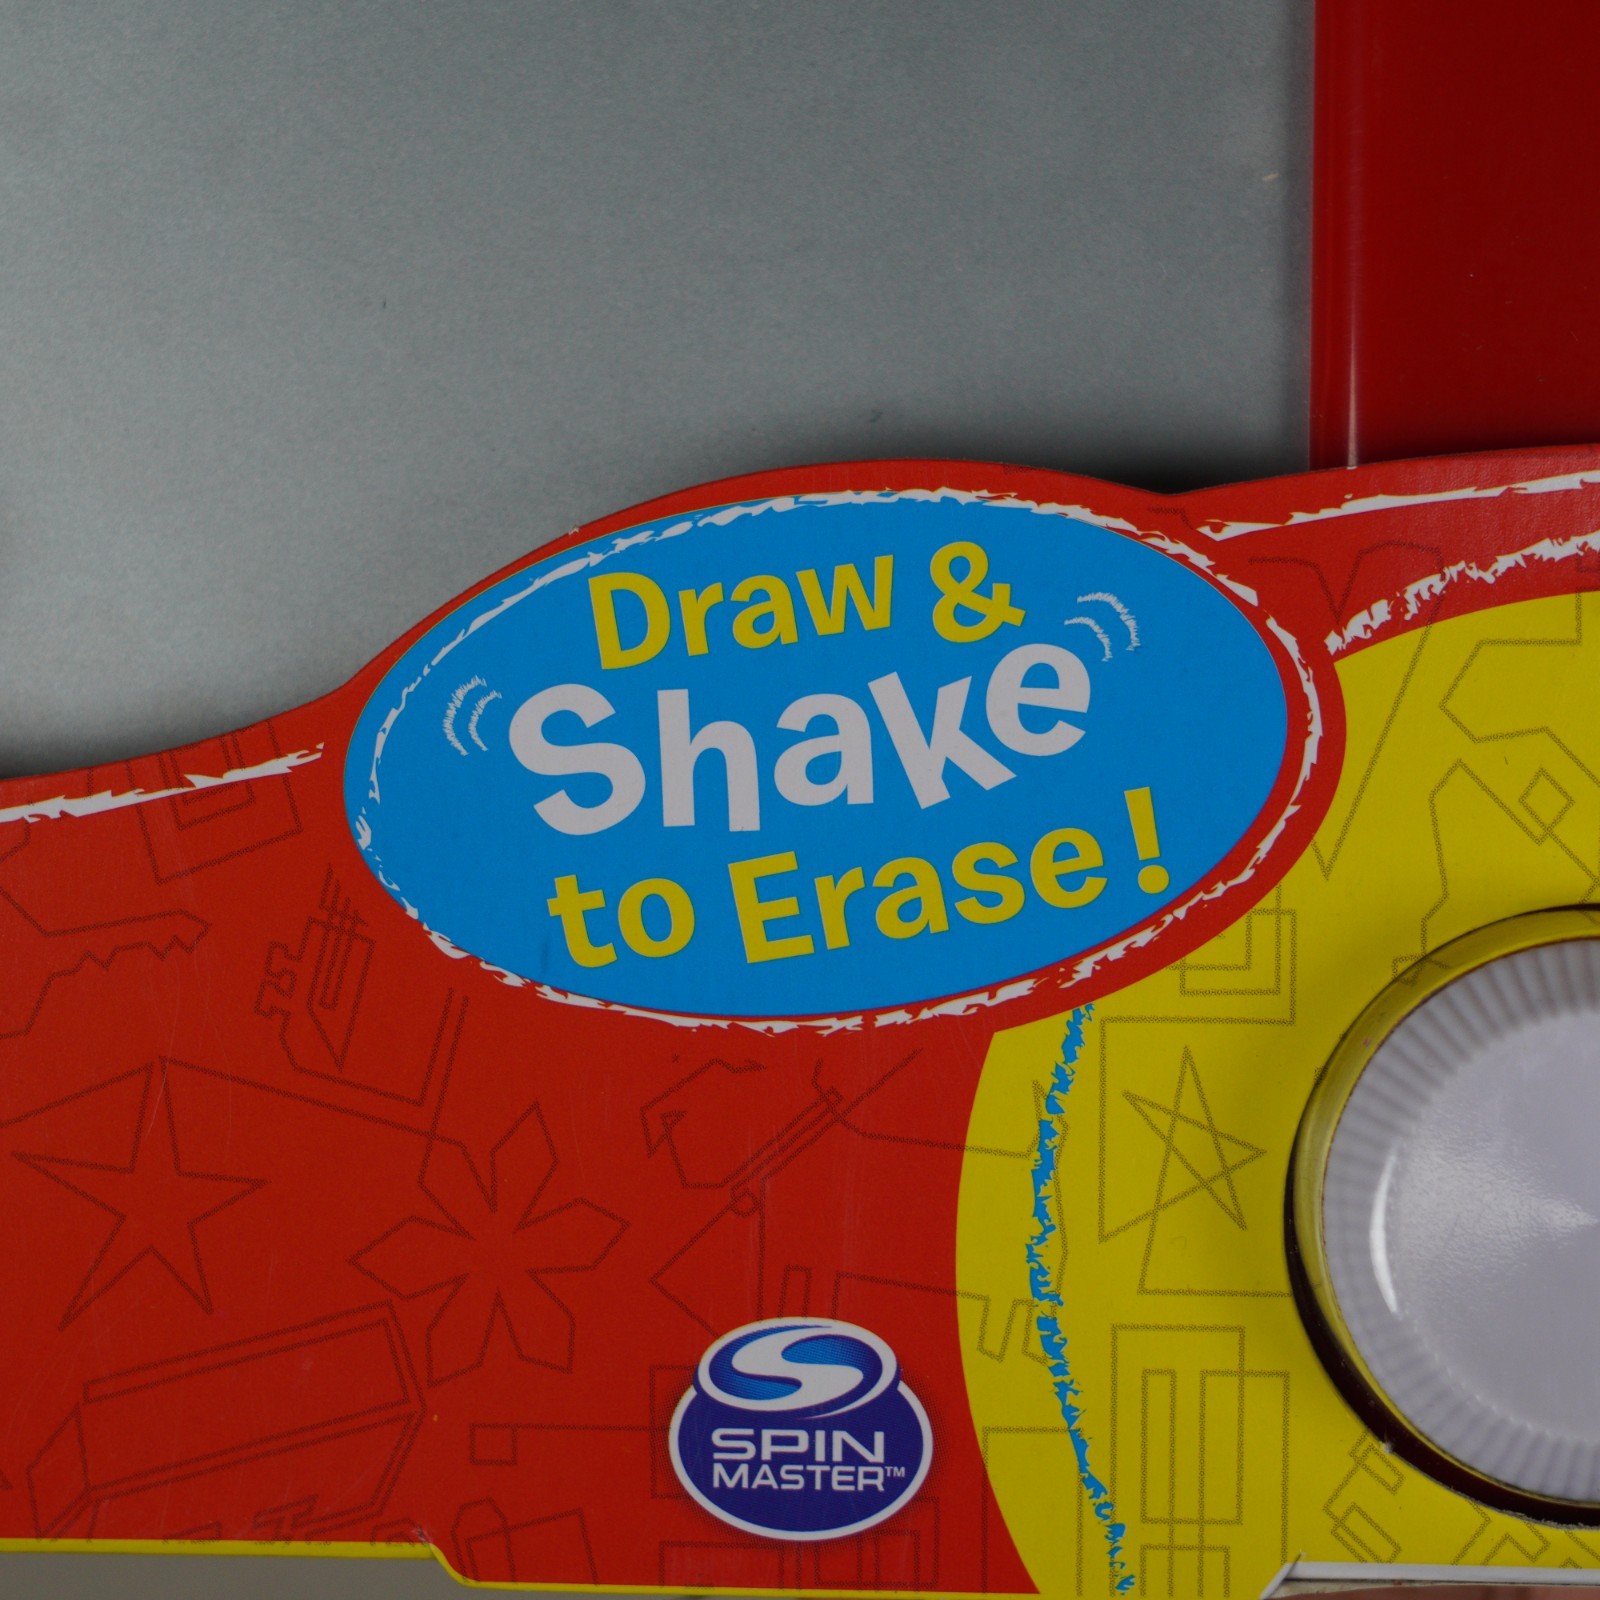 Draw &
Shake
to Erase!
SPIN
MASTER™